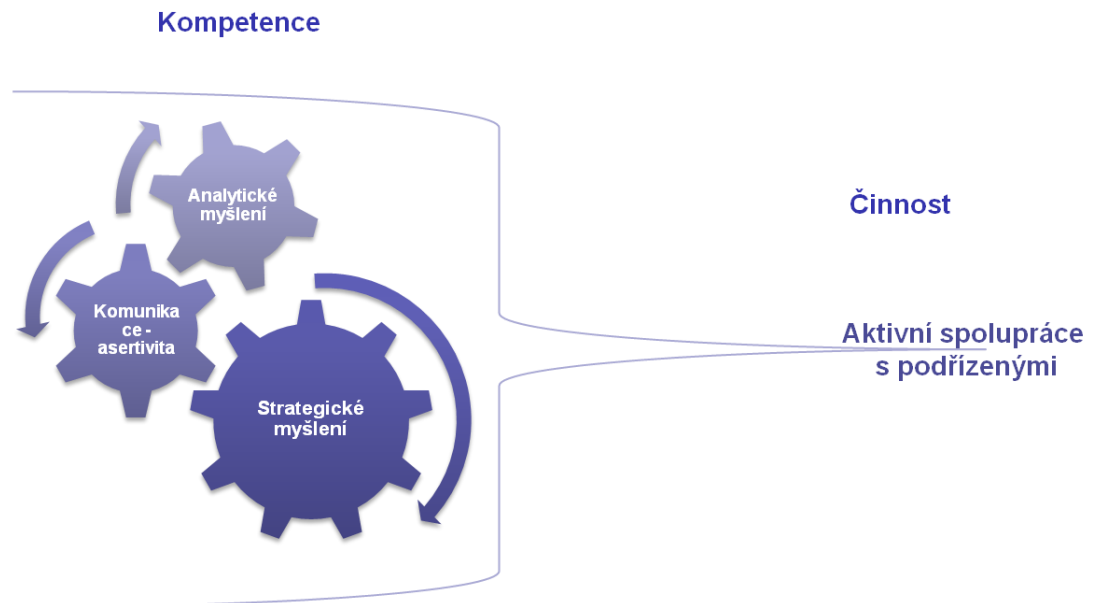 Kompetence
Analytické
myšlení
Komunika
ce -
asertivita
Strategické
myšlení
Činnost
Aktivní spolupráce
s podřízenými